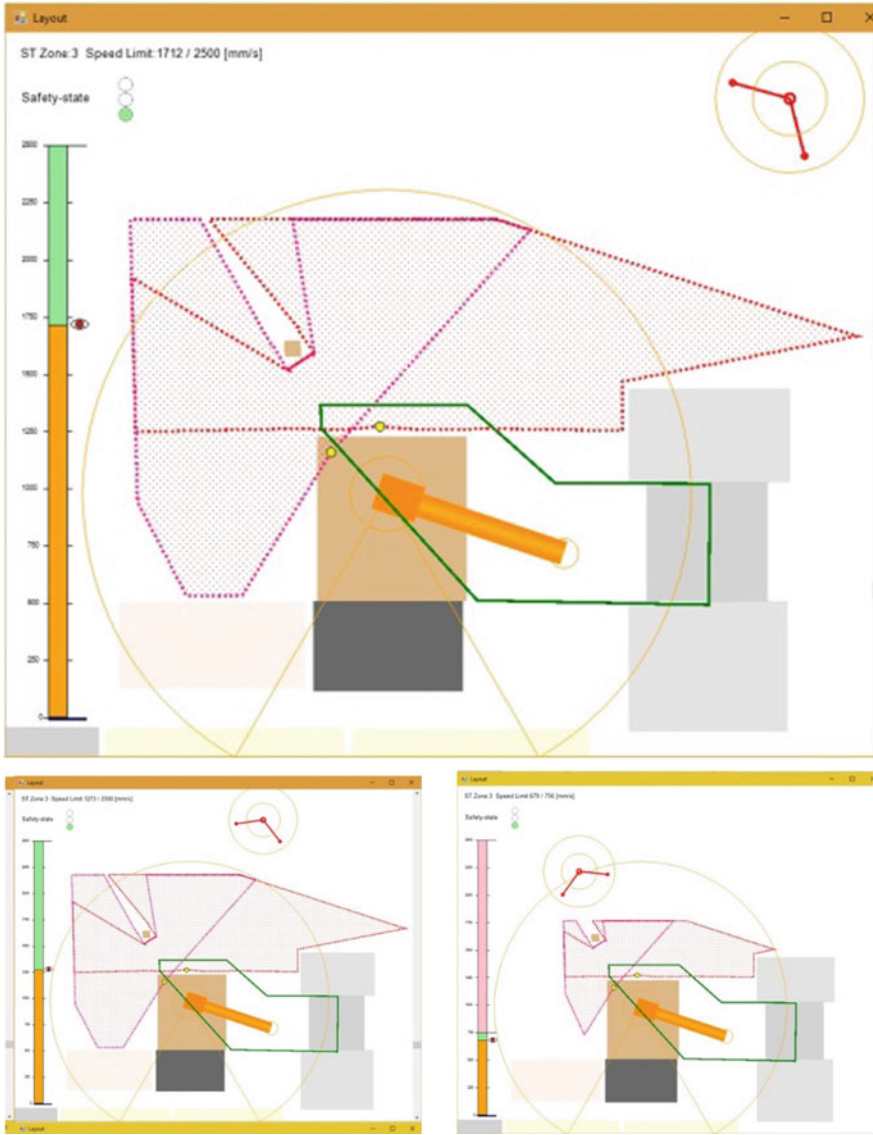 Layout
ST Zone:3 Speed Limit:1712 / 2500 [mm/s]
Safety-state
2500
2250
2000
1750
1500
1250
1000
750
500
250
0
Layout
ST Zone:3 Speed Limit:1273 / 2500 [mm/s]
Safety-state
Layout
Layout
ST Zone:3 Speed Limit:679 / 756 [mm/s]
Safety-state